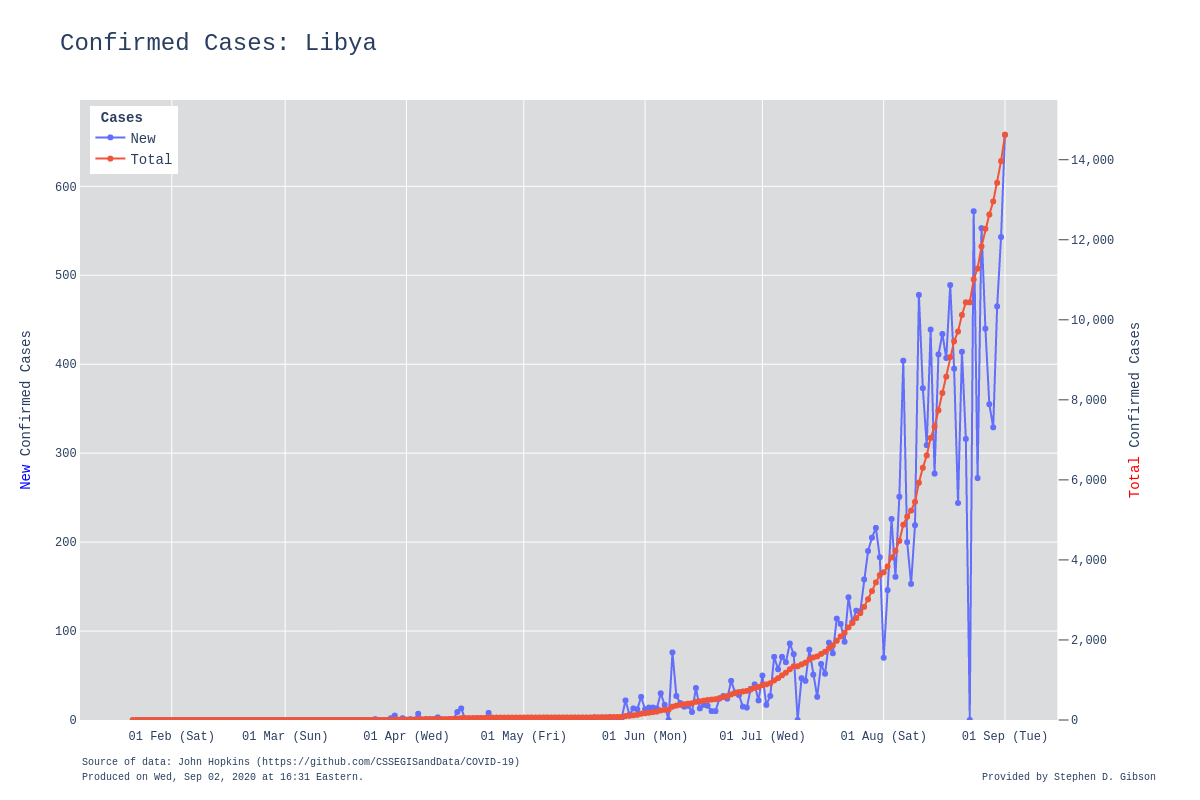 Confirmed Cases: Libya
Cases
New
Total
600
500
400
300
200
100
0
14,000
12,000
10,000
8,000
6,000
4,000
2,000
0
New Confirmed Cases
Total Confirmed Cases
01 Feb (Sat) 01 Mar (Sun) 01 Apr (Wed) 01 May (Fri) 01 Jun (Mon) 01 Jul (Wed) 01 Aug (Sat) 01 Sep (Tue)
Source of data: John Hopkins (https://github.com/CSSEGISandData/COVID-19)
Produced on Wed, Sep 02, 2020 at 16:31 Eastern.
Provided by Stephen D. Gibson